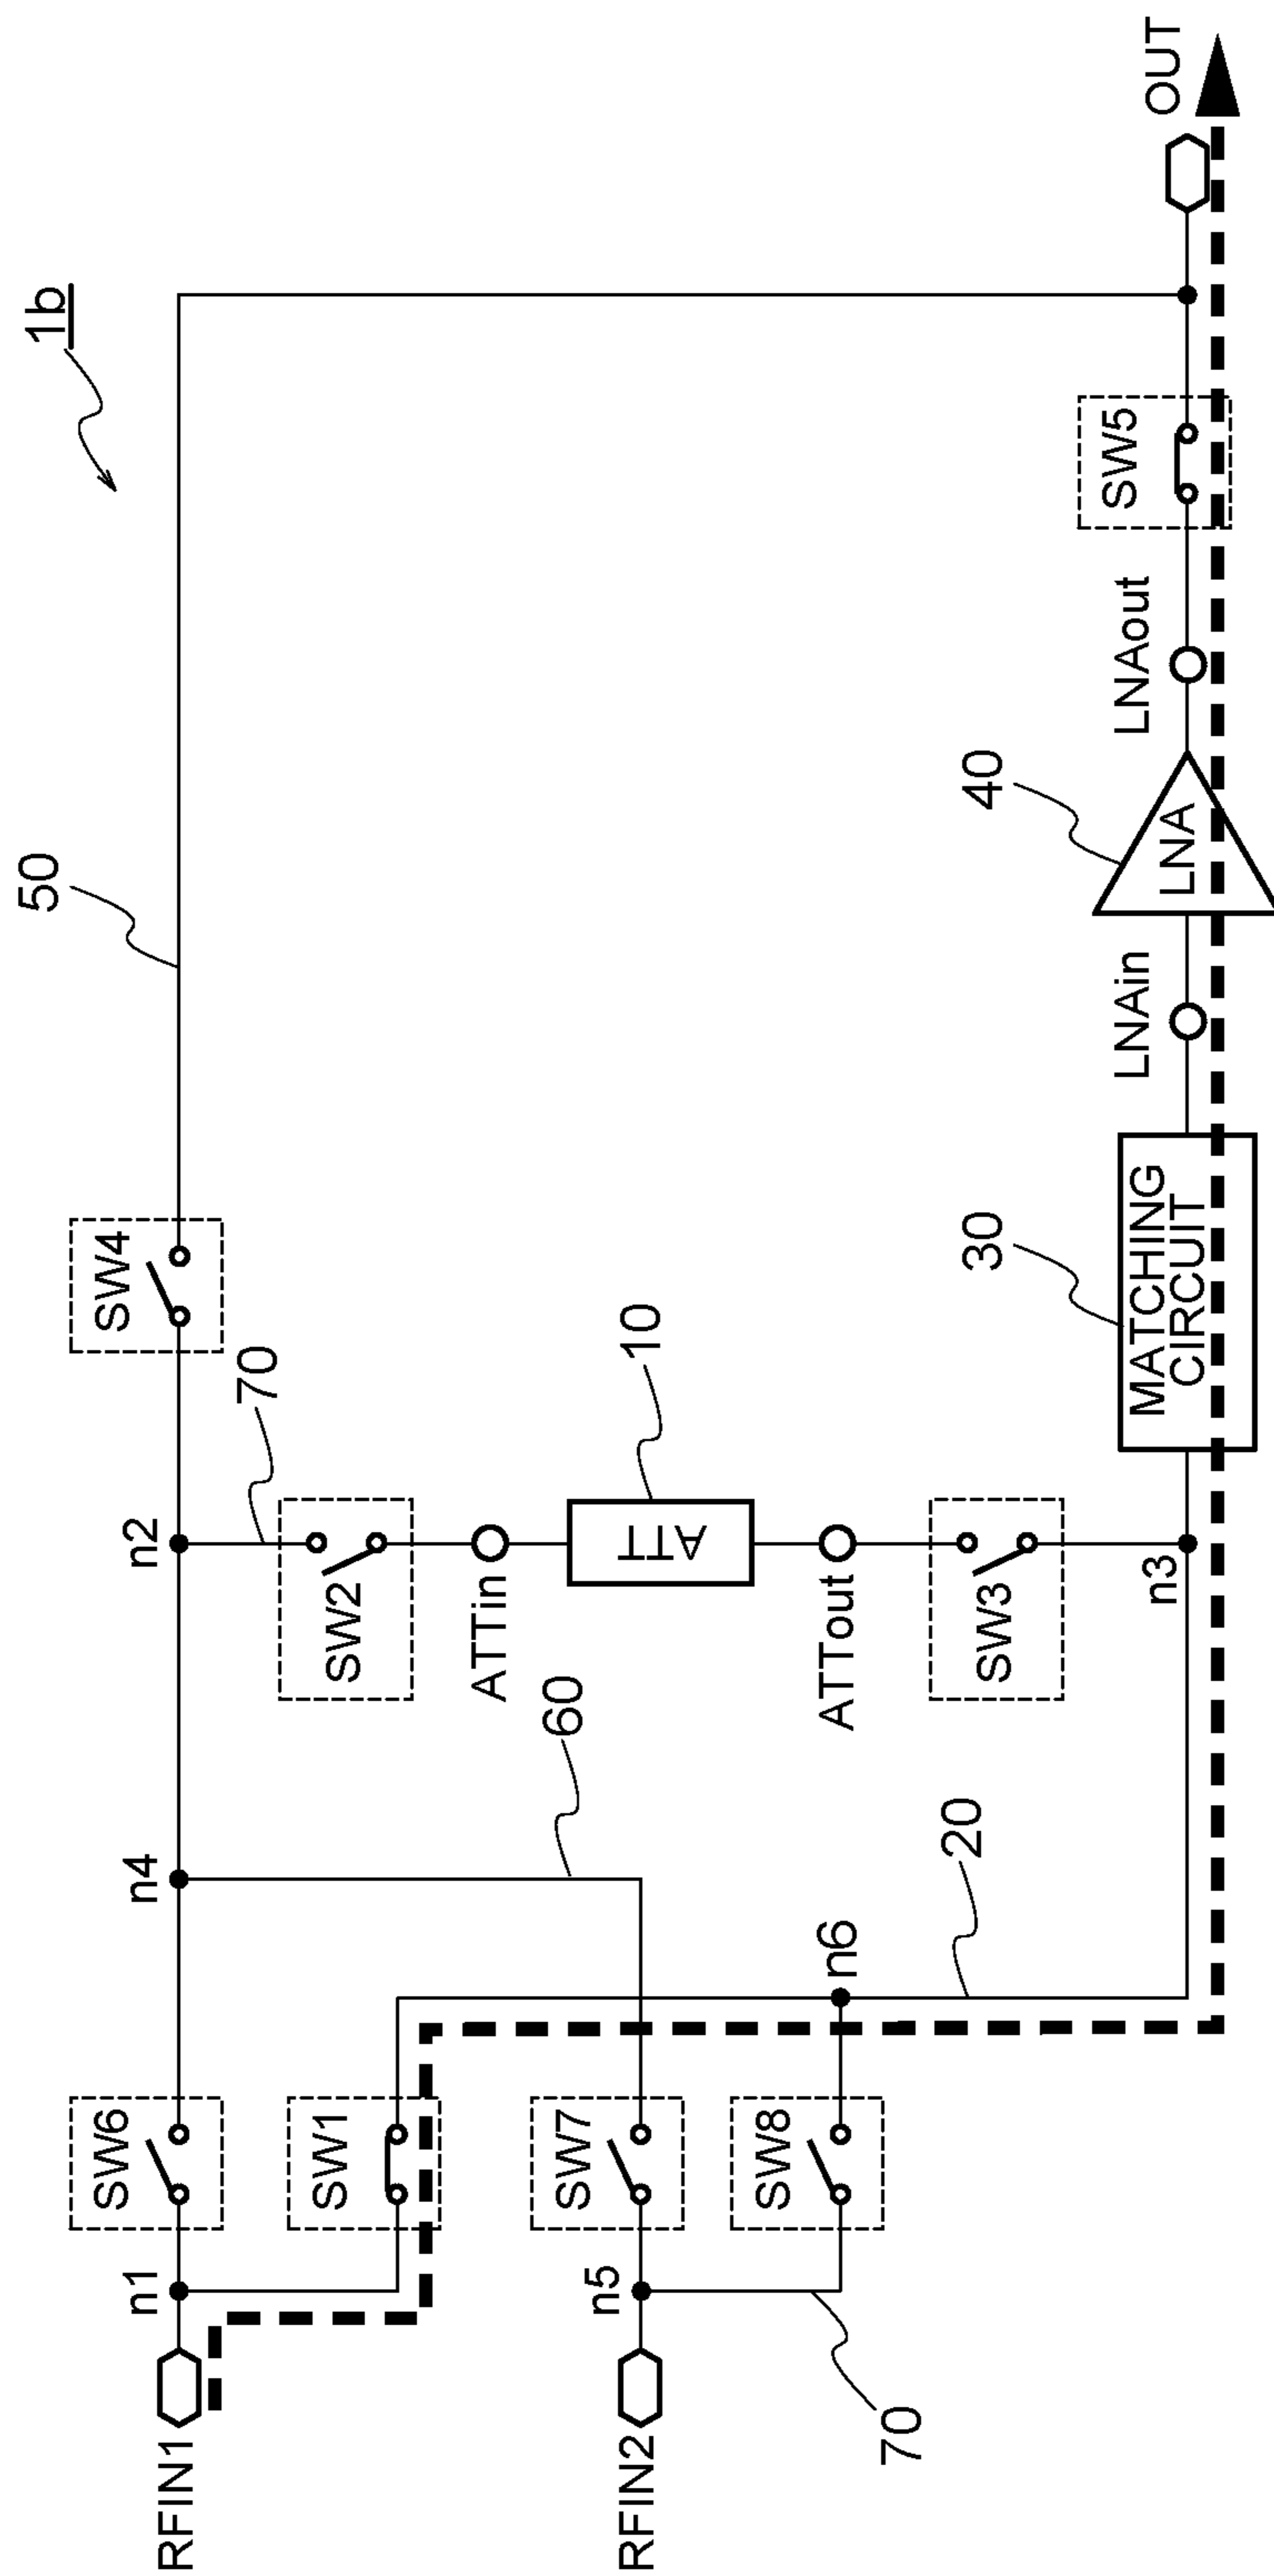 1b
50
SW4
70
n2
n4
SW6
n1
RFIN1
SW1
SW2
ATTin
10
ATT
60
ATTout
SW3
n3
SW7
n5
RFIN2
SW8
n6
20
70
30
MATCHING
CIRCUIT
LNAin
40
LNA
LNAout
SW5
OUT